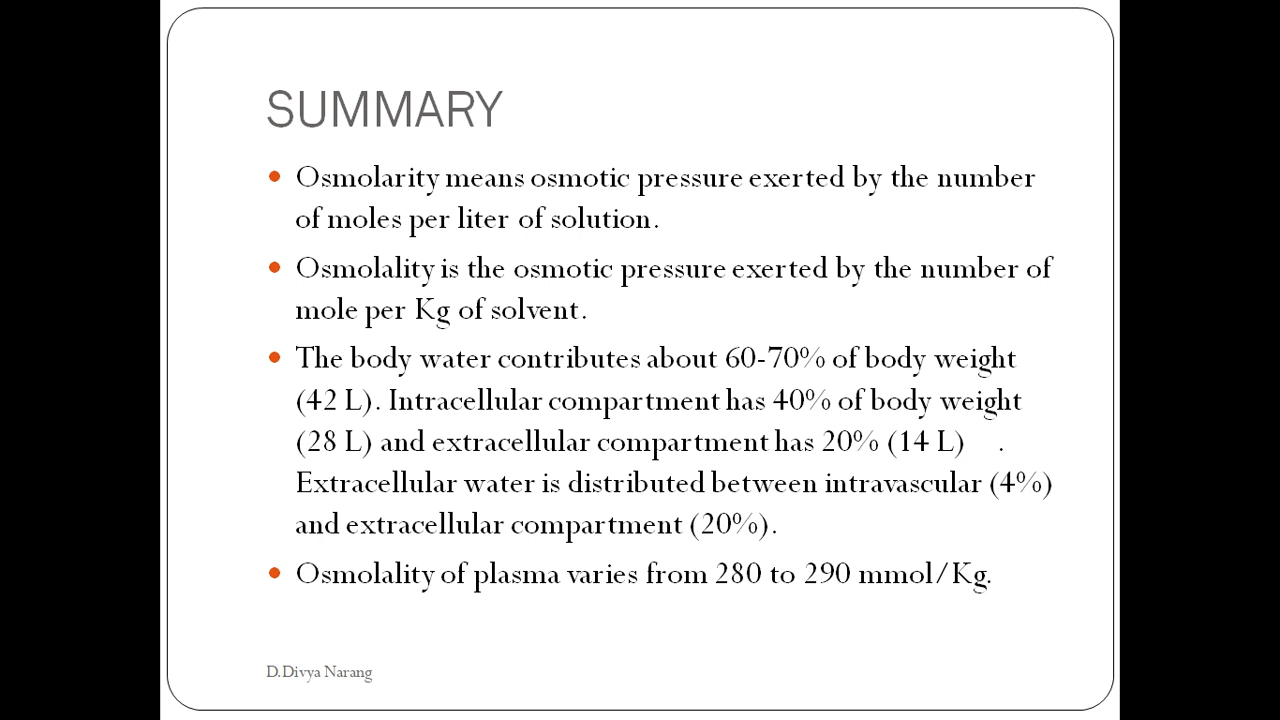 SUMMARY
• Osmolarity means osmotic pressure exerted by the number
of moles per liter of solution.
• Osmolality is the osmotic pressure exerted by the number of
mole per Kg of solvent.
• The body water contributes about 60-70% of body weight
(42 L). Intracellular compartment has 40% of body weight
(28 L) and extracellular compartment has 20% (14 L) .
Extracellular water is distributed between intravascular (4%)
and extracellular compartment (20%).
• Osmolality of plasma varies from 280 to 290 mmol/Kg.
D.Divya Narang